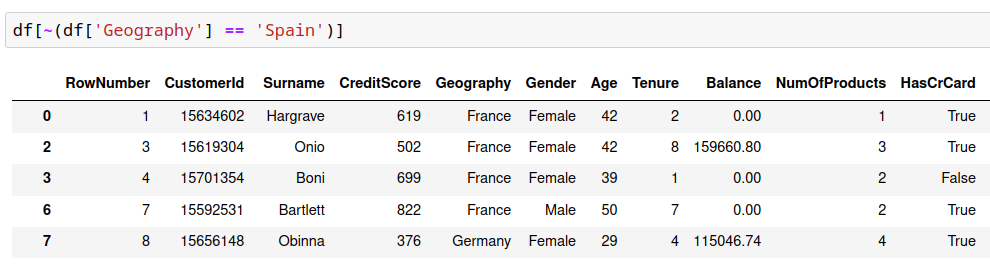 df[~(df['Geography'] == 'Spain')]
RowNumber CustomerId Surname CreditScore Geography Gender Age Tenure Balance NumOfProducts HasCrCard
0 1 15634602 Hargrave 619 France Female 42 2 0.00 1 True
2 3 15619304 Onio 502 France Female 42 8 159660.80 3 True
3 4 15701354 Boni 699 France Female 39 1 0.00 2 False
6 7 15592531 Bartlett 822 France Male 50 7 0.00 2 True
7 8 15656148 Obinna 376 Germany Female 29 4 115046.74 4 True